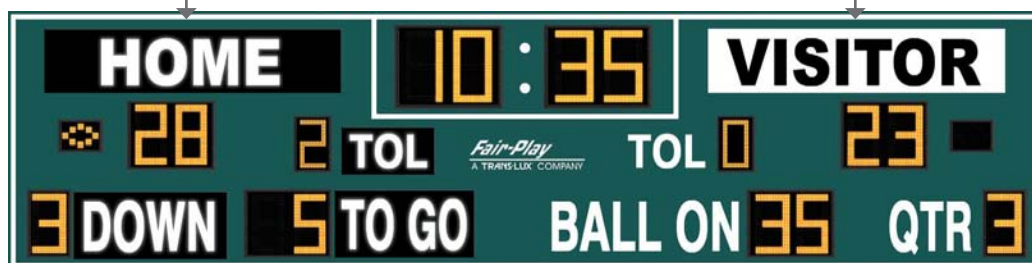 HOME 10:35 VISITOR
28 2 TOL Fair-Play TOL 0 23
A TRANS-LUX COMPANY
3 DOWN 5 TO GO BALL ON 35 QTR 3